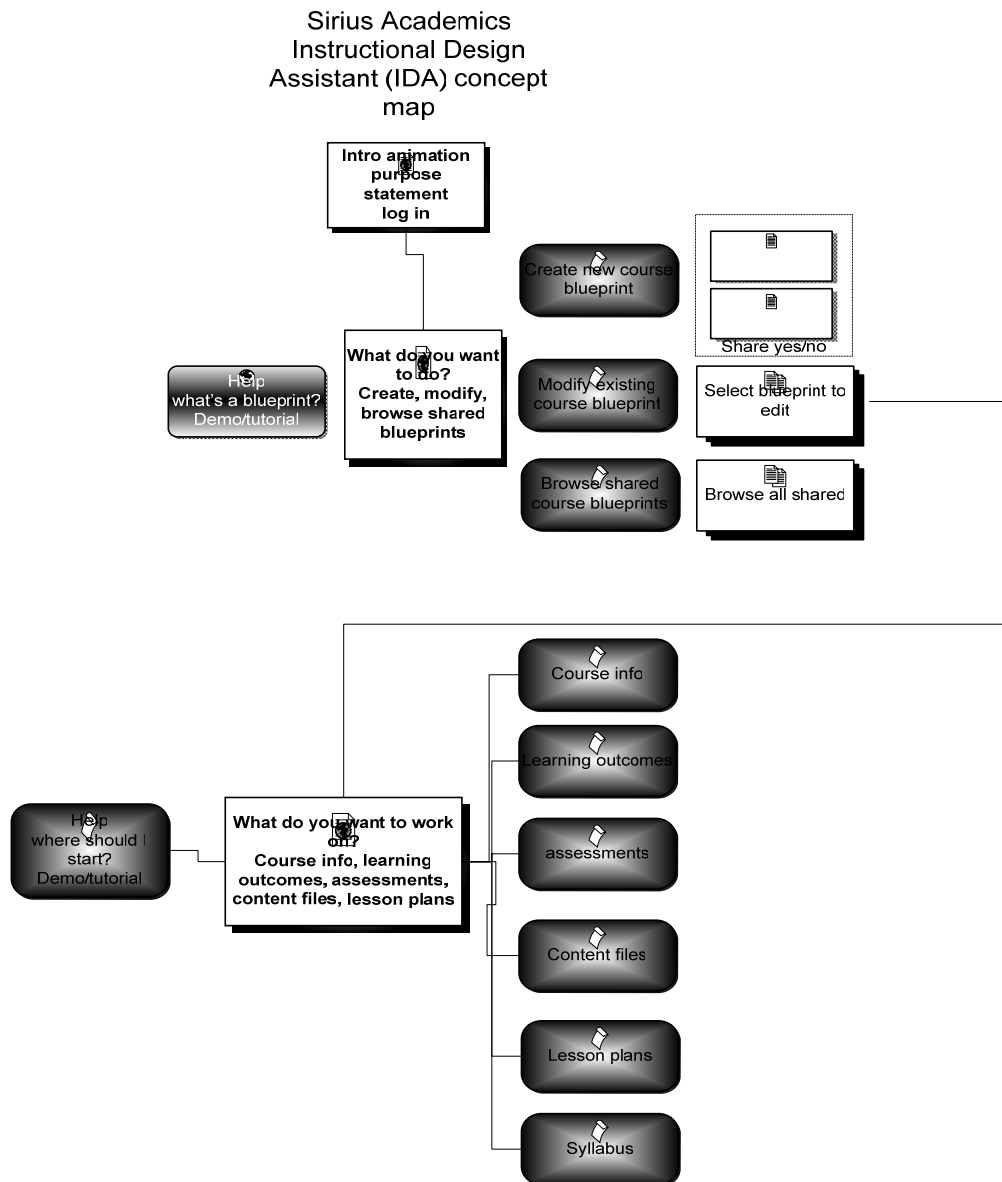 Sirius Academics
Instructional Design
Assistant (IDA) concept
map
Intro animation
purpose
statement
log in
Create new course
blueprint
Share yes/no
What do you want
to do?
Create, modify,
browse shared
blueprints
Help
what's a blueprint?
Demo/tutorial
Modify existing
course blueprint
Select blueprint to
edit
Browse shared
course blueprints
Browse all shared
Course info
Learning outcomes
Help
where should I
start?
Demo/tutorial
What do you want to work
on?
Course info, learning
outcomes, assessments,
content files, lesson plans
assessments
Content files
Lesson plans
Syllabus